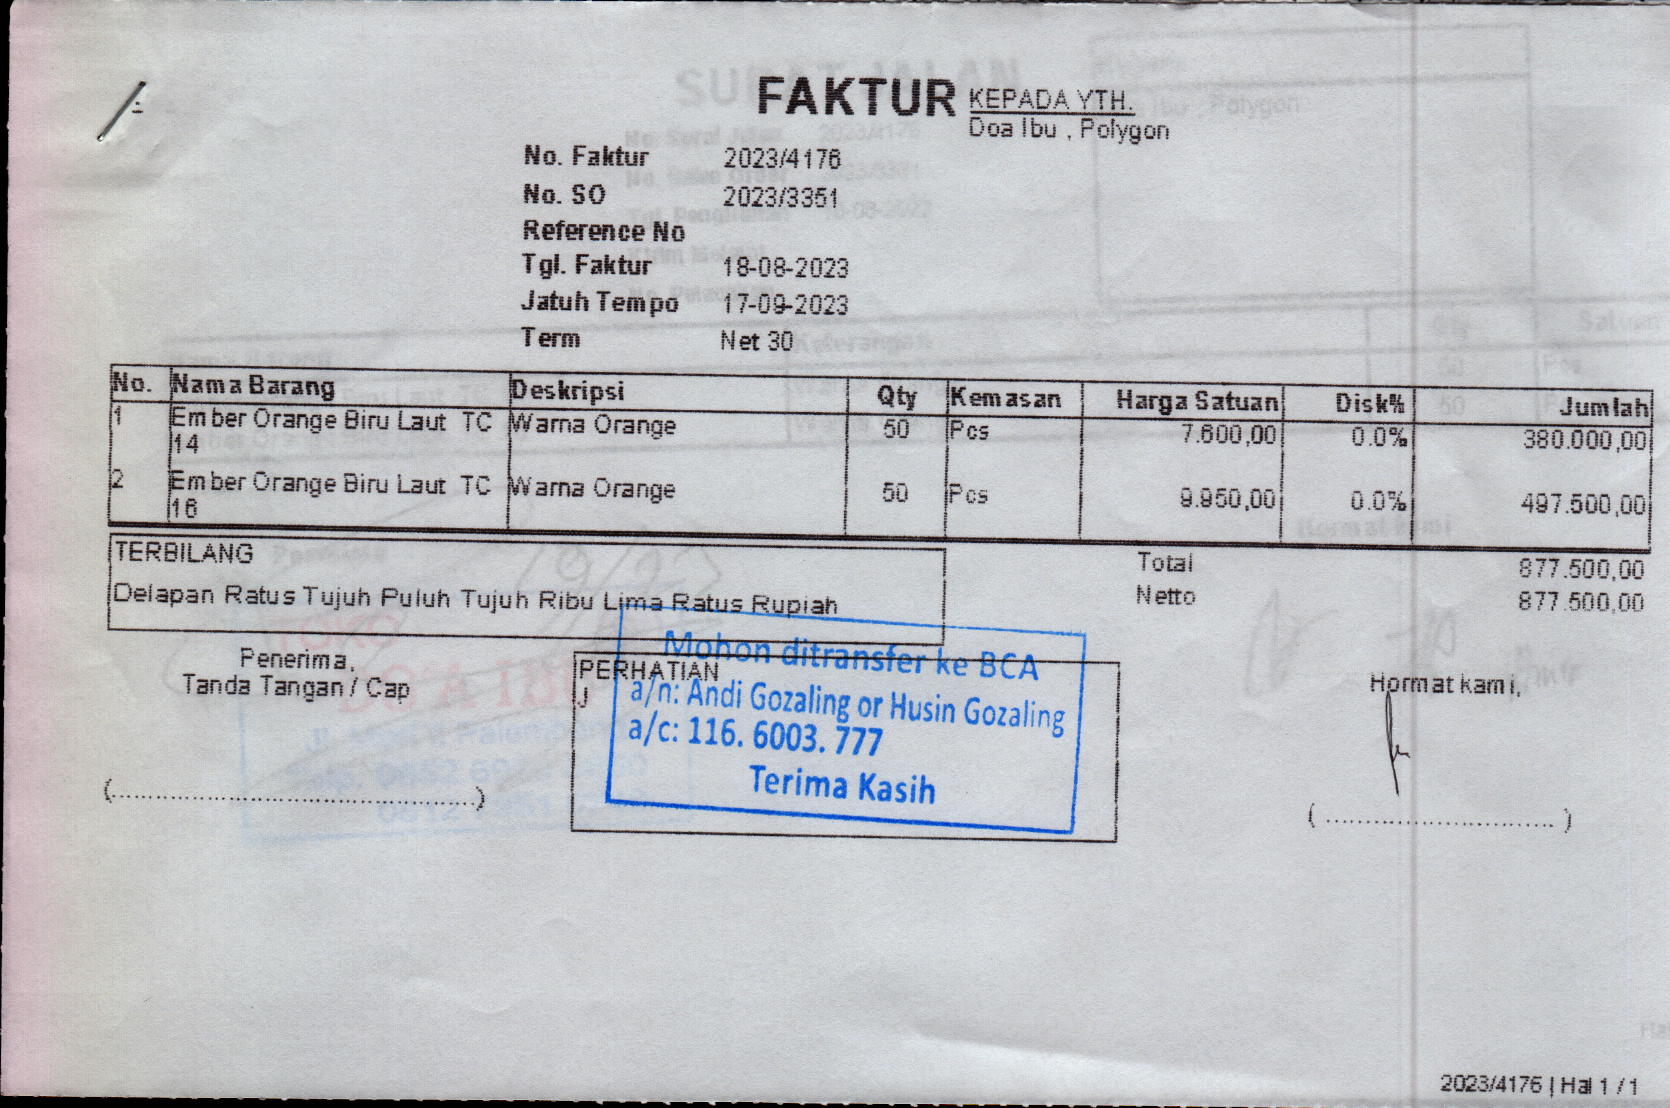 FAKTUR
KEPADA YTH.
Doa Ibu , Polygon
No. Faktur 2023/4176
No. SO 2023/3351
Reference No
Tgl. Faktur 18-08-2023
Jatuh Tempo 17-09-2023
Term Net 30
No. Nama Barang Deskripsi Qty Kemasan Harga Satuan Disk% Jumlah
1 Ember Orange Biru Laut TC Warna Orange 50 Pcs 7.600,00 0.0% 380.000,00
14
2 Ember Orange Biru Laut TC Warna Orange 50 Pcs 9.950,00 0.0% 497.500,00
16
TERBILANG
Delapan Ratus Tujuh Puluh Tujuh Ribu Lima Ratus Rupiah
Total 877.500,00
Netto 877.500,00
Penerima,
Tanda Tangan / Cap
(..................................................)
PERHATIAN
J
Mohon ditransfer ke BCA
a/n: Andi Gozaling or Husin Gozaling
a/c: 116. 6003. 777
Terima Kasih
Hormat kami,
( ................................ )
2023/4176 | Hal 1 / 1